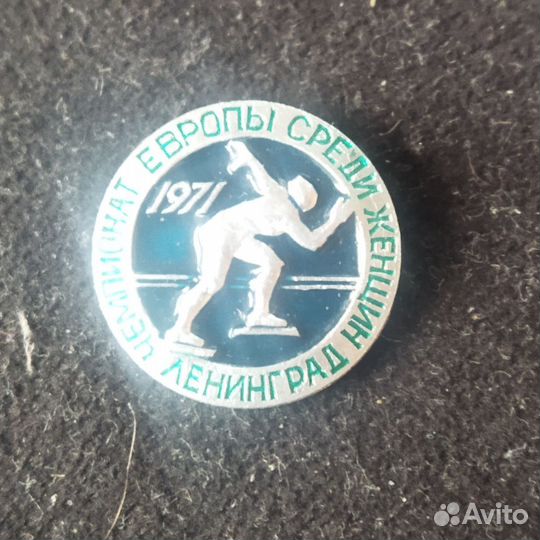 ЧЕМПИОНАТ ЕВРОПЫ СРЕДИ ЖЕНЩИН
1971
ЛЕНИНГРАД
Avito